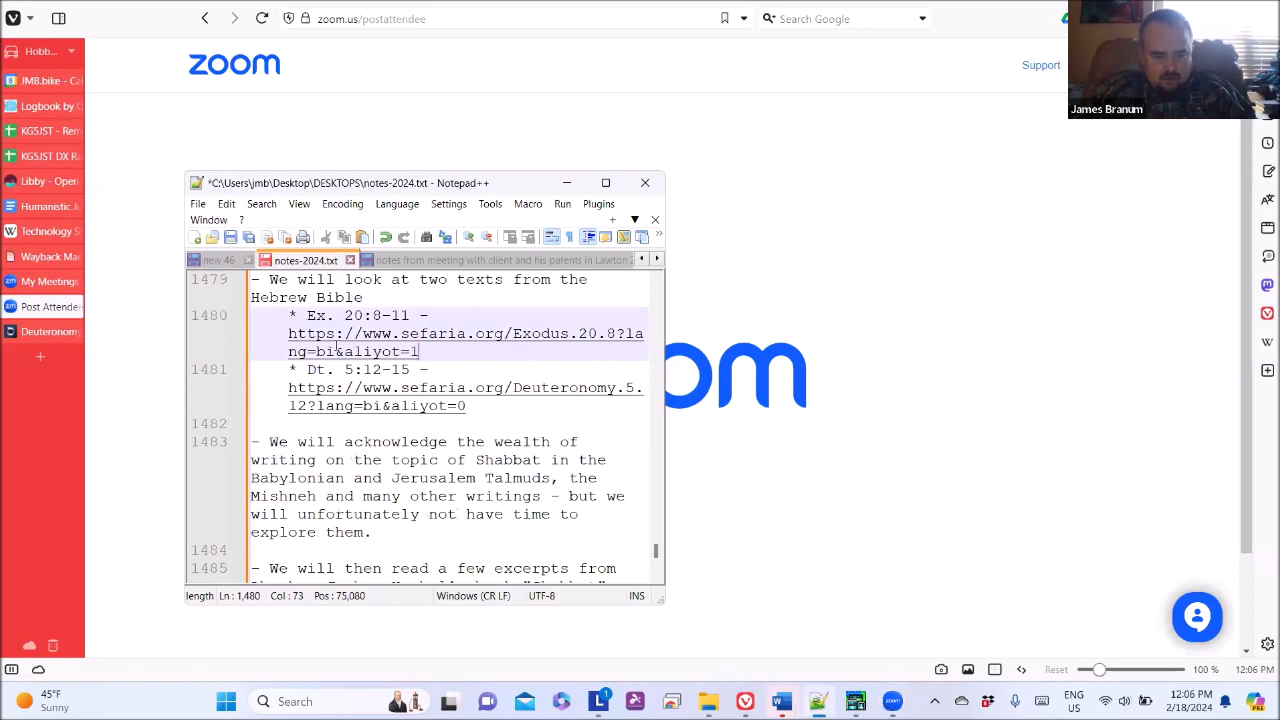 zoom.us/postattendee
Search Google
Hobb...
JMB.bike - Ca
Logbook by
KG5JST - Rem
KG5JST DX Ra
Libby - Open
Humanistic Ju
Technology S
Wayback Mac
My Meetings
Post Attende
Deuteronomy
zoom
Support
James Branum
*C:\Users\jmb\Desktop\DESKTOPS\notes-2024.txt - Notepad++
File Edit Search View Encoding Language Settings Tools Macro Run Plugins
Window ?
new 46
notes-2024.txt
notes from meeting with client and his parents in Lawton
1479 - We will look at two texts from the
Hebrew Bible
1480 * Ex. 20:8-11 -
https://www.sefaria.org/Exodus.20.8?la
ng=bi&aliyot=1
1481 * Dt. 5:12-15 -
https://www.sefaria.org/Deuteronomy.5.
12?lang=bi&aliyot=0
1482
1483 - We will acknowledge the wealth of
writing on the topic of Shabbat in the
Babylonian and Jerusalem Talmuds, the
Mishneh and many other writings - but we
will unfortunately not have time to
explore them.
1484
1485 - We will then read a few excerpts from
length Ln : 1,480 Col : 73 Pos : 75,080 Windows (CR LF) UTF-8 INS
om
Reset 100 % 12:06 PM
45°F
Sunny
Search
ENG
US
12:06 PM
2/18/2024